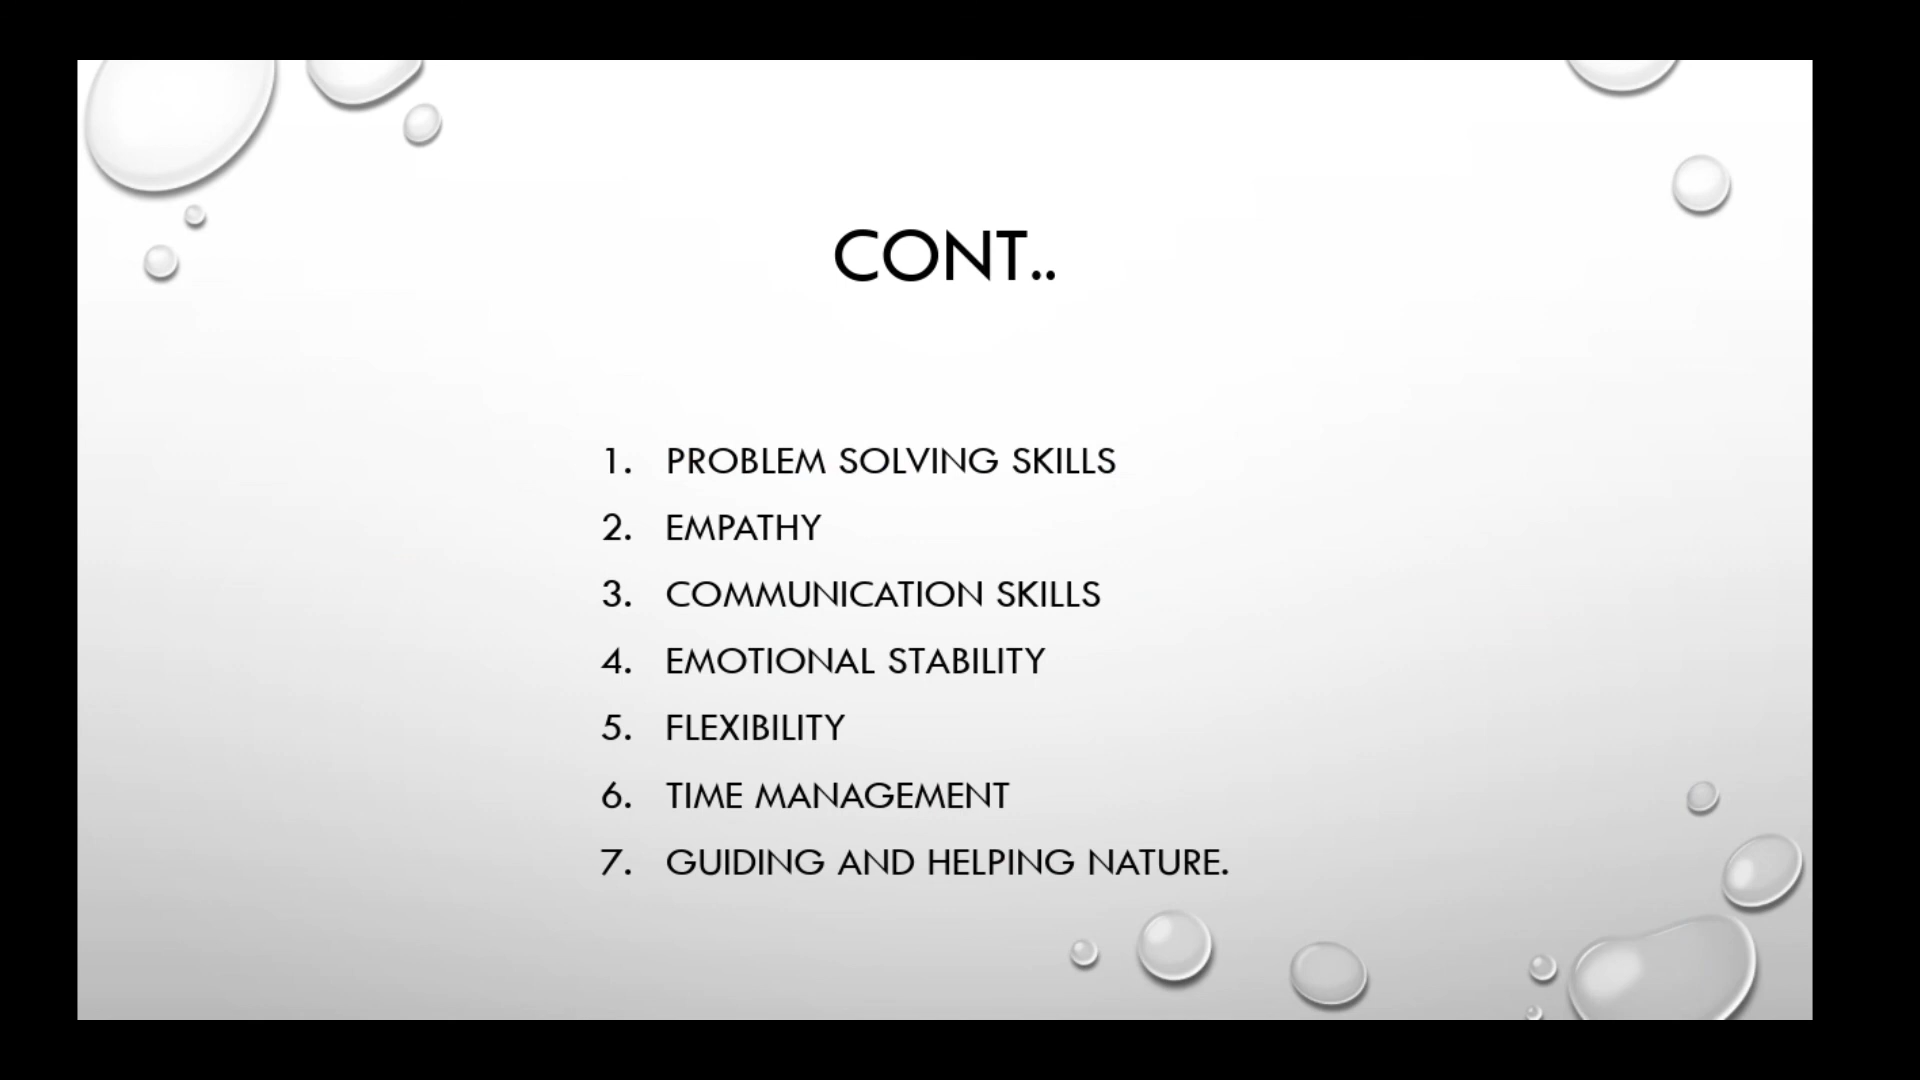 CONT..
1. PROBLEM SOLVING SKILLS
2. EMPATHY
3. COMMUNICATION SKILLS
4. EMOTIONAL STABILITY
5. FLEXIBILITY
6. TIME MANAGEMENT
7. GUIDING AND HELPING NATURE.